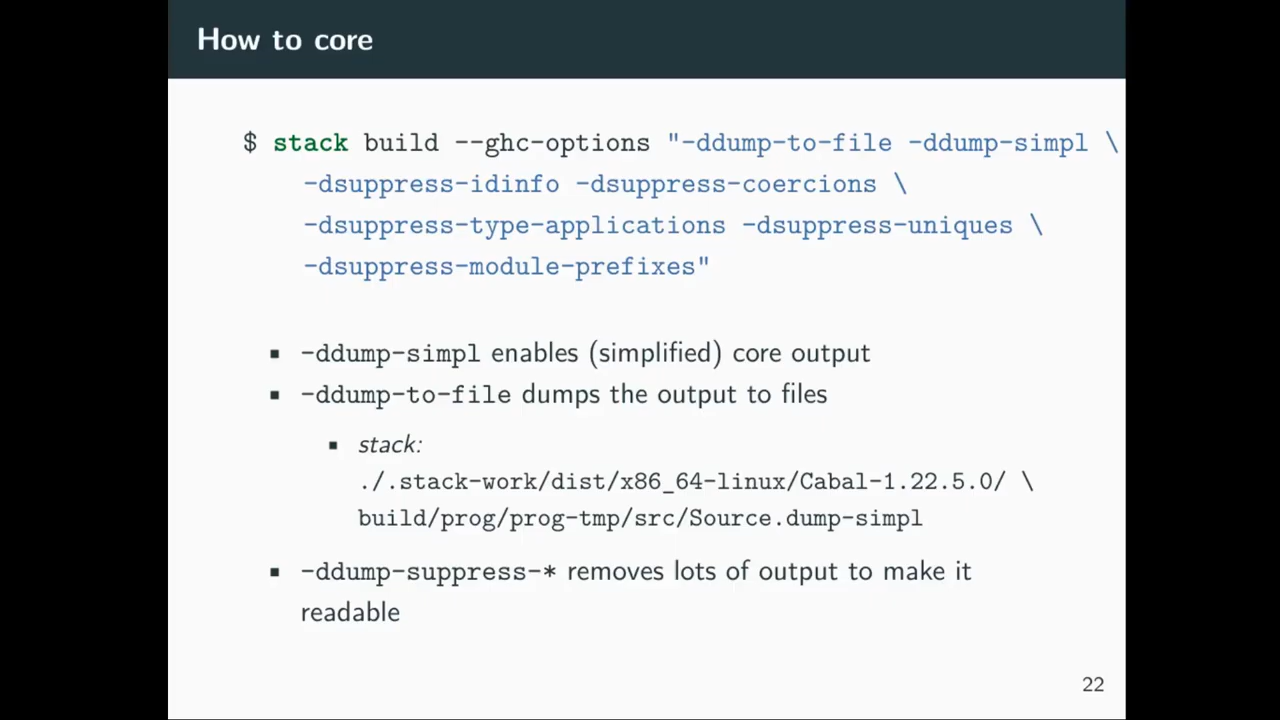 How to core
$ stack build --ghc-options "-ddump-to-file -ddump-simpl \
-dsuppress-idinfo -dsuppress-coercions \
-dsuppress-type-applications -dsuppress-uniques \
-dsuppress-module-prefixes"
▪ -ddump-simpl enables (simplified) core output
▪ -ddump-to-file dumps the output to files
▪ stack:
./.stack-work/dist/x86_64-linux/Cabal-1.22.5.0/ \
build/prog/prog-tmp/src/Source.dump-simpl
▪ -ddump-suppress-* removes lots of output to make it
readable
22